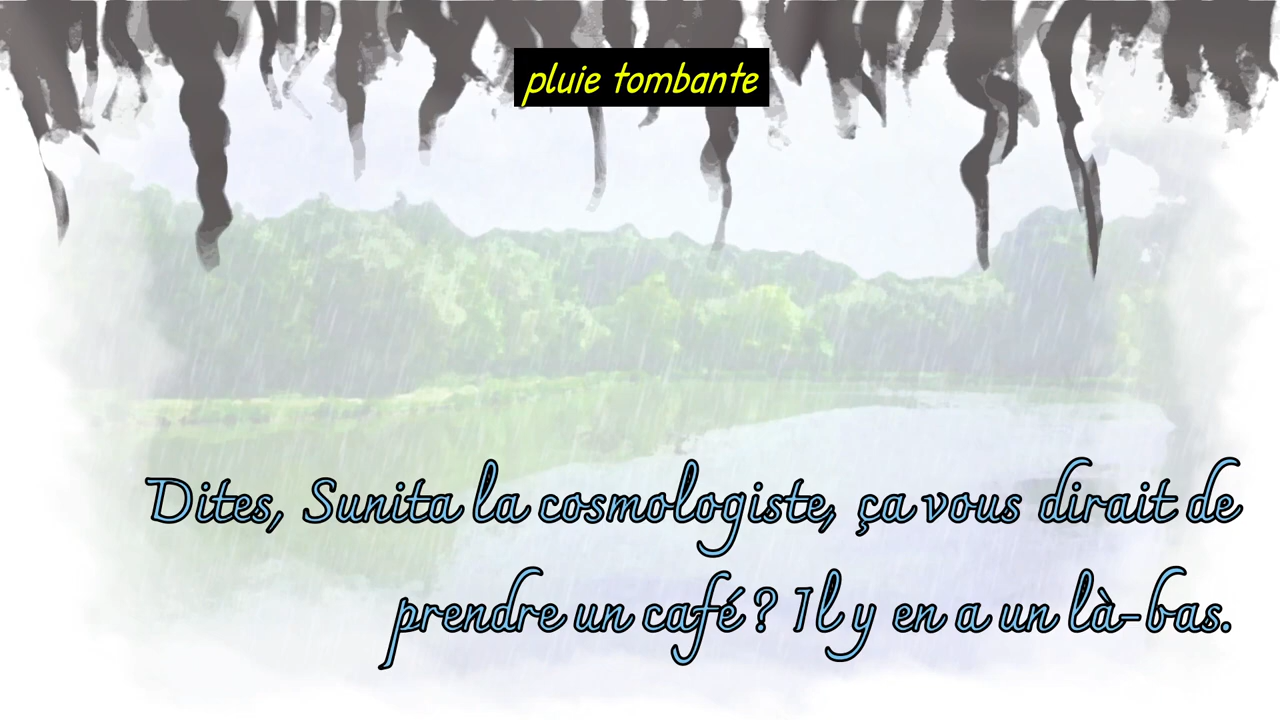 pluie tombante
Dites, Sunita la cosmologiste, ça vous dirait de
prendre un café ? Il y en a un là-bas.